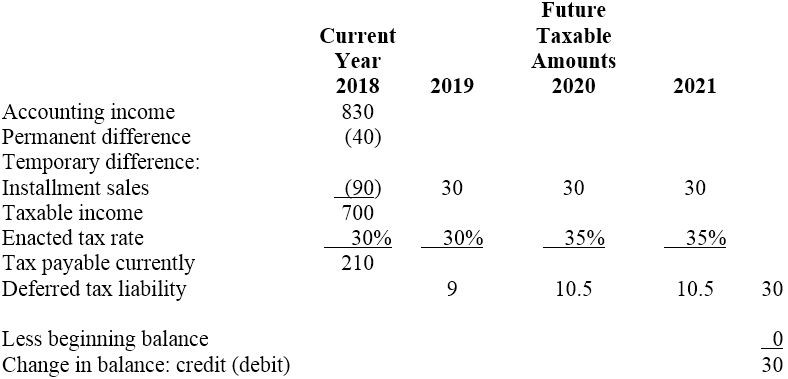 Future
Current Taxable
Year Amounts
2018 2019 2020 2021
Accounting income 830
Permanent difference (40)
Temporary difference:
Installment sales (90) 30 30 30
Taxable income 700
Enacted tax rate 30% 30% 35% 35%
Tax payable currently 210
Deferred tax liability 9 10.5 10.5 30
Less beginning balance 0
Change in balance: credit (debit) 30